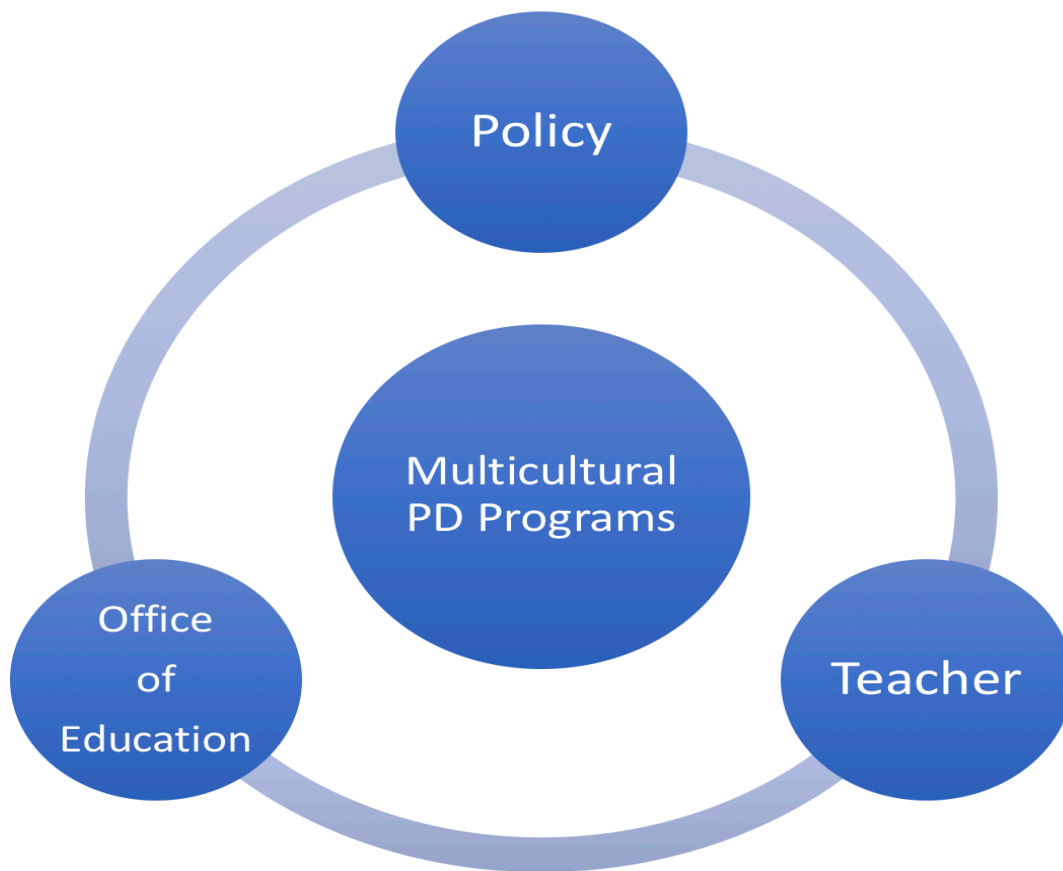 Policy
Multicultural
PD Programs
Office
of
Education
Teacher